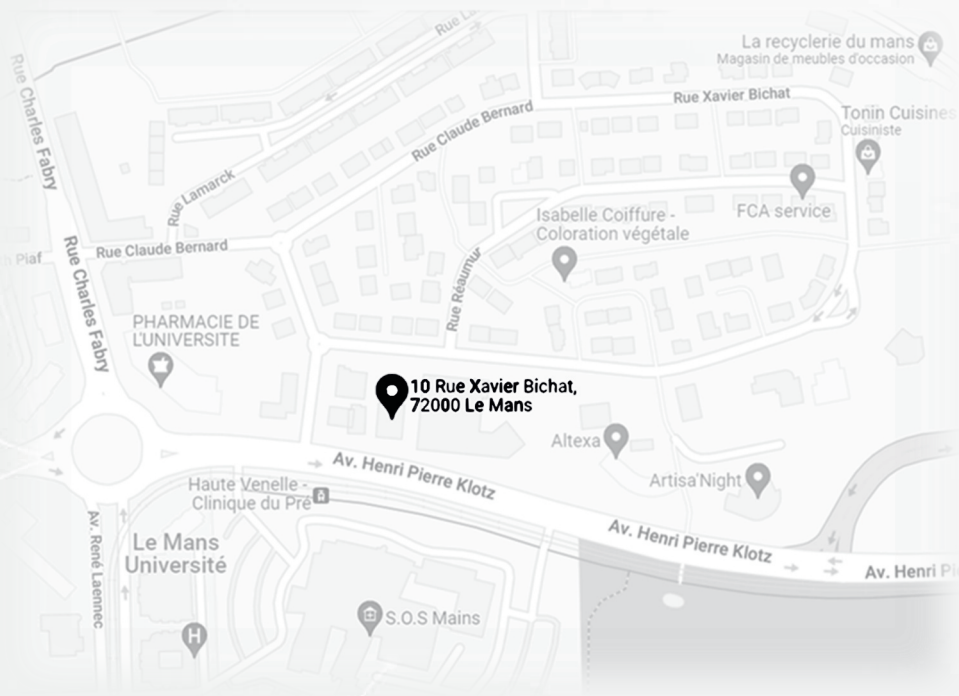 Rue La
La recyclerie du mans
Magasin de meubles d'occasion
Rue Charles Fabry
Rue Xavier Bichat
Rue Claude Bernard
Tonin Cuisines
Cuisiniste
Rue Lamarck
FCA service
Isabelle Coiffure -
Coloration végétale
Rue Claude Bernard
Piaf
Rue Charles Fabry
Rue Réaumur
PHARMACIE DE
L'UNIVERSITE
10 Rue Xavier Bichat,
72000 Le Mans
Altexa
Av. Henri Pierre Klotz
Artisa'Night
Haute Venelle -
Clinique du Pré
Av. Henri Pierre Klotz
Av. René Laennec
Le Mans
Université
Av. Henri Pi
S.O.S Mains
H